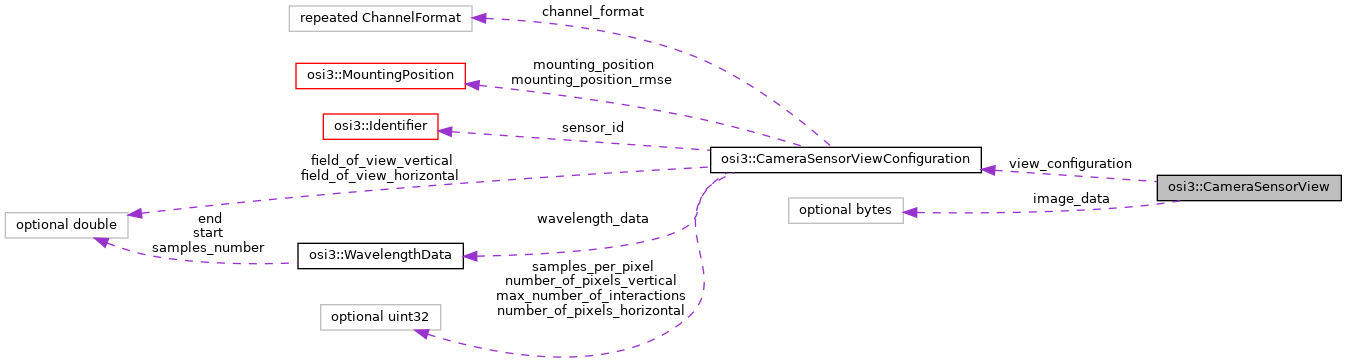 repeated ChannelFormat
channel_format
osi3::MountingPosition
mounting_position
mounting_position_rmse
osi3::Identifier
sensor_id
osi3::CameraSensorViewConfiguration
view_configuration
osi3::CameraSensorView
field_of_view_vertical
field_of_view_horizontal
image_data
optional bytes
optional double
end
start
samples_number
wavelength_data
osi3::WavelengthData
samples_per_pixel
number_of_pixels_vertical
max_number_of_interactions
number_of_pixels_horizontal
optional uint32